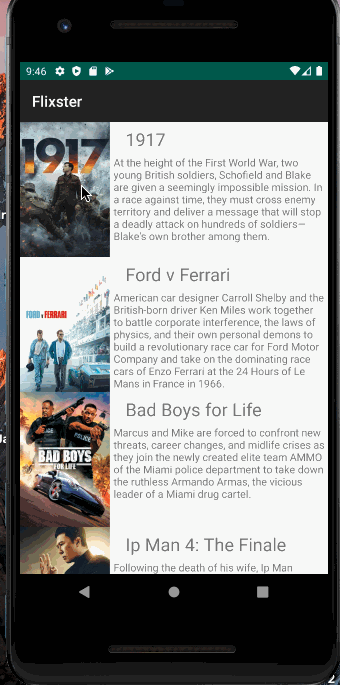 9:46
Flixster
1917
1917
At the height of the First World War, two
young British soldiers, Schofield and Blake
are given a seemingly impossible mission. In
a race against time, they must cross enemy
territory and deliver a message that will stop
a deadly attack on hundreds of soldiers—
Blake's own brother among them.
FORD v FERRARI
Ford v Ferrari
American car designer Carroll Shelby and the
British-born driver Ken Miles work together
to battle corporate interference, the laws of
physics, and their own personal demons to
build a revolutionary race car for Ford Motor
Company and take on the dominating race
cars of Enzo Ferrari at the 24 Hours of Le
Mans in France in 1966.
POLICE
BAD BOYS
FOR LIFE
Bad Boys for Life
Marcus and Mike are forced to confront new
threats, career changes, and midlife crises as
they join the newly created elite team AMMO
of the Miami police department to take down
the ruthless Armando Armas, the vicious
leader of a Miami drug cartel.
Ip Man 4: The Finale
Following the death of his wife, Ip Man